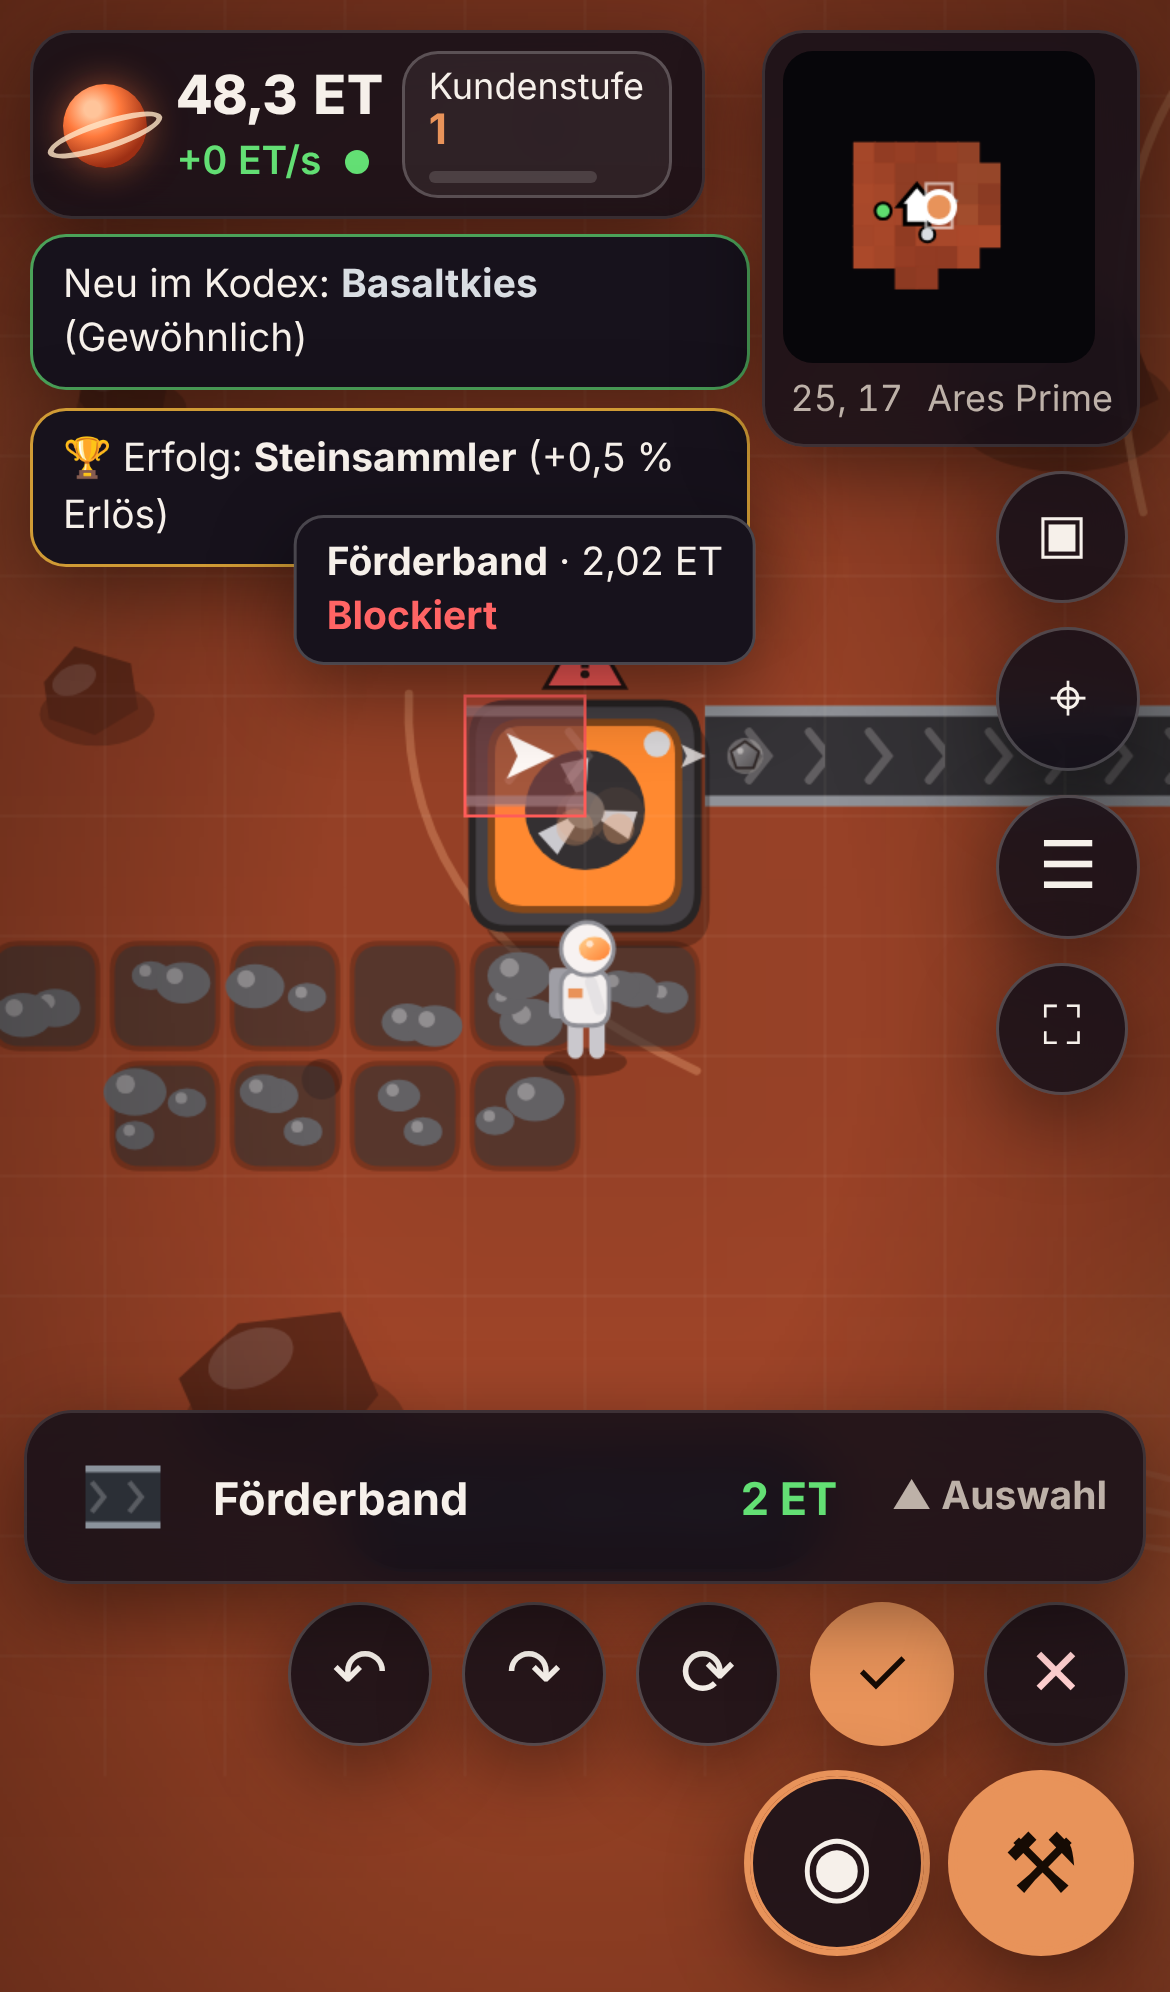 48,3 ET
+0 ET/s
Kundenstufe
1
Neu im Kodex: Basaltkies
(Gewöhnlich)
25, 17 Ares Prime
🏆 Erfolg: Steinsammler (+0,5 %
Erlös)
Förderband · 2,02 ET
Blockiert
Förderband 2 ET ▲ Auswahl